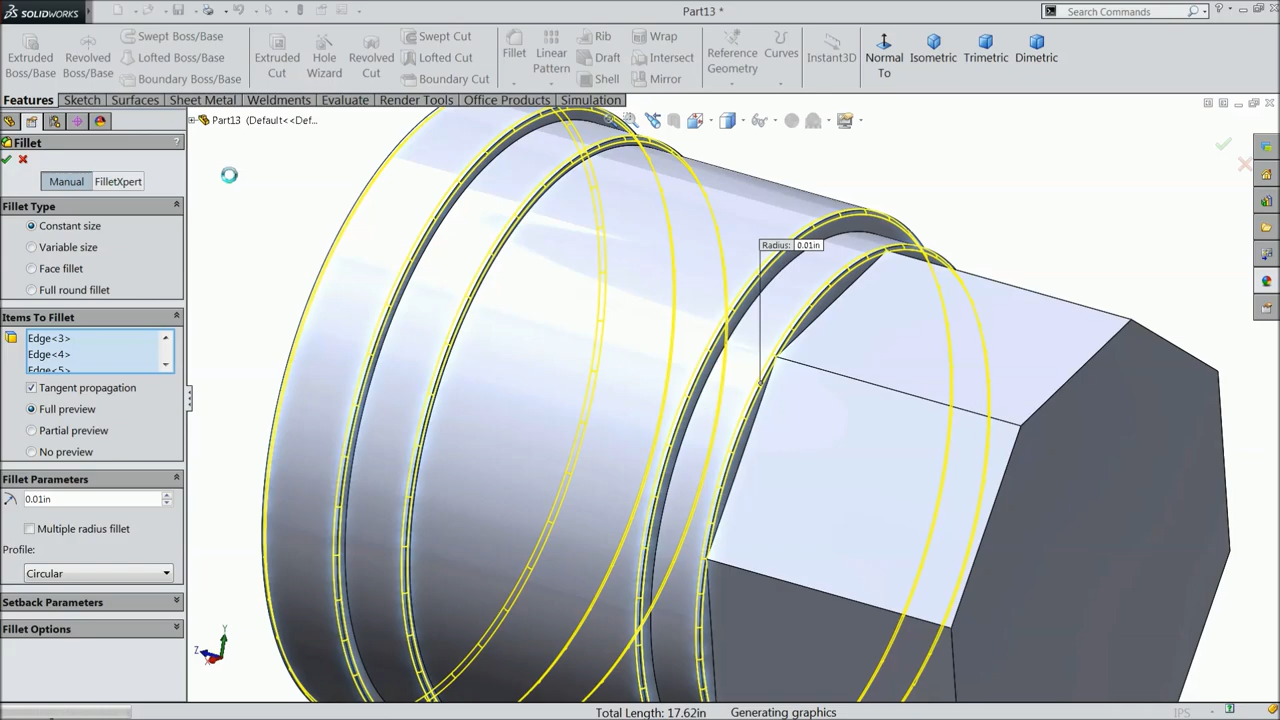 SOLIDWORKS
Part13 *
Search Commands
Extruded Boss/Base
Revolved Boss/Base
Swept Boss/Base
Lofted Boss/Base
Boundary Boss/Base
Extruded Cut
Hole Wizard
Revolved Cut
Swept Cut
Lofted Cut
Boundary Cut
Fillet
Linear Pattern
Rib
Draft
Shell
Wrap
Intersect
Mirror
Reference Geometry
Curves
Instant3D
Normal To
Isometric
Trimetric
Dimetric
Features
Sketch
Surfaces
Sheet Metal
Weldments
Evaluate
Render Tools
Office Products
Simulation
Part13 (Default<<Def...
Fillet
?
Manual
FilletXpert
Fillet Type
Constant size
Variable size
Face fillet
Full round fillet
Items To Fillet
Edge<3>
Edge<4>
Edge<5>
Tangent propagation
Full preview
Partial preview
No preview
Fillet Parameters
0.01in
Multiple radius fillet
Profile:
Circular
Setback Parameters
Fillet Options
Radius: 0.01in
Y
Z
X
Total Length: 17.62in
Generating graphics
IPS